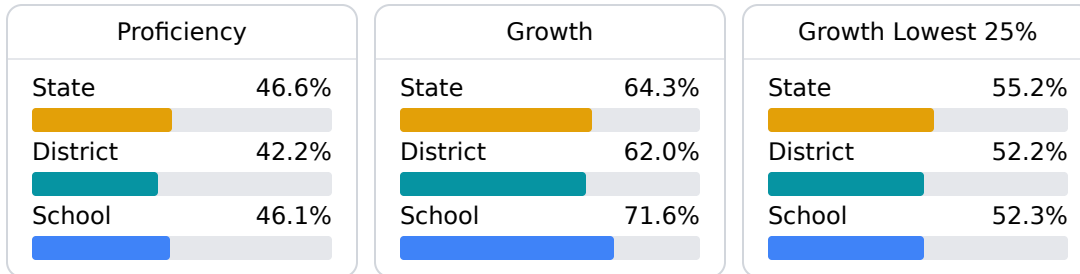 Proficiency
State 46.6%
District 42.2%
School 46.1%
Growth
State 64.3%
District 62.0%
School 71.6%
Growth Lowest 25%
State 55.2%
District 52.2%
School 52.3%